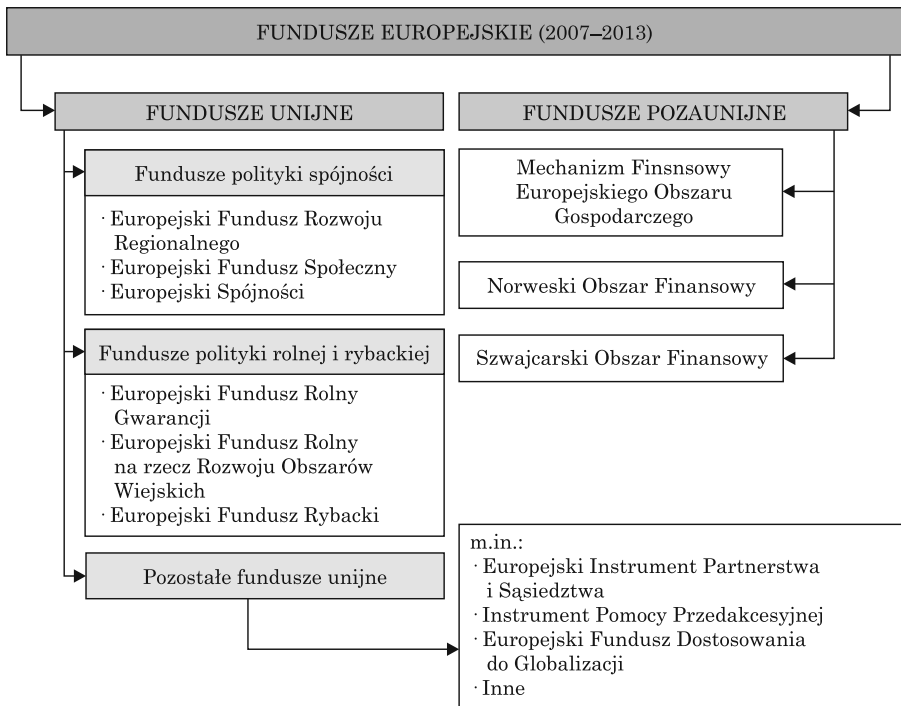 FUNDUSZE EUROPEJSKIE (2007–2013)
FUNDUSZE UNIJNE
Fundusze polityki spójności
· Europejski Fundusz Rozwoju
Regionalnego
· Europejski Fundusz Społeczny
· Europejski Spójności
Fundusze polityki rolnej i rybackiej
· Europejski Fundusz Rolny
Gwarancji
· Europejski Fundusz Rolny
na rzecz Rozwoju Obszarów
Wiejskich
· Europejski Fundusz Rybacki
Pozostałe fundusze unijne
m.in.:
· Europejski Instrument Partnerstwa
i Sąsiedztwa
· Instrument Pomocy Przedakcesyjnej
· Europejski Fundusz Dostosowania
do Globalizacji
· Inne
FUNDUSZE POZAUNIJNE
Mechanizm Finsnsowy
Europejskiego Obszaru
Gospodarczego
Norweski Obszar Finansowy
Szwajcarski Obszar Finansowy